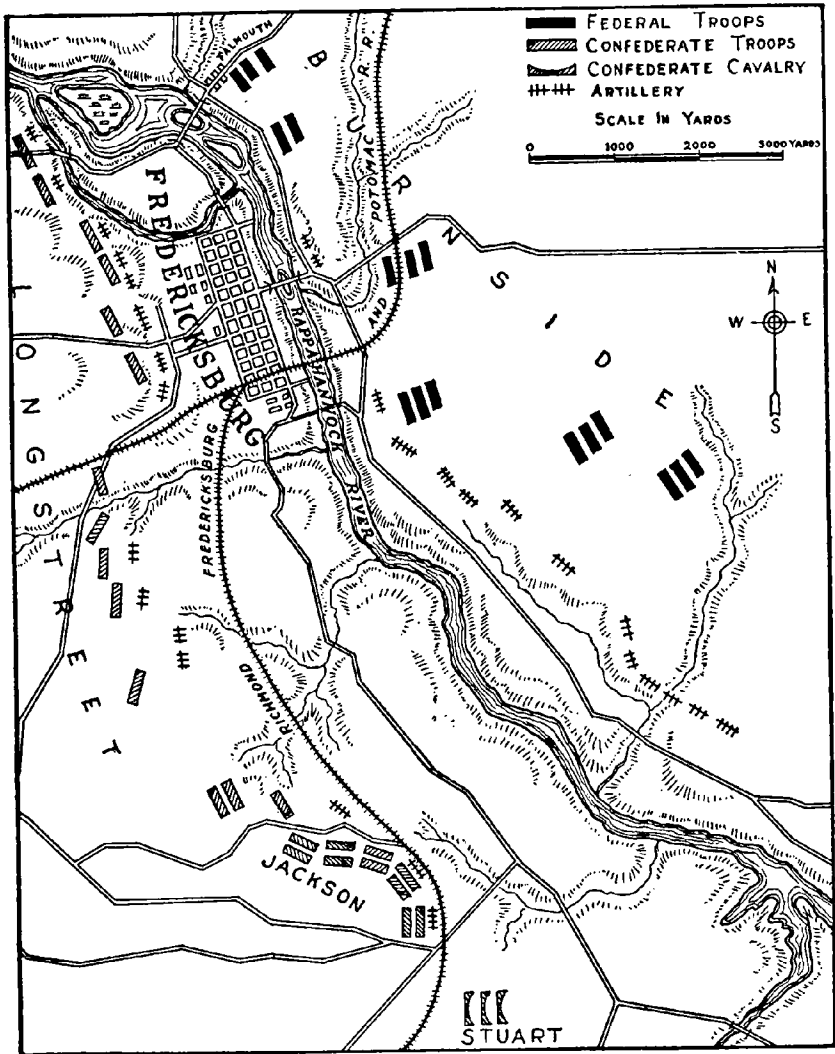 FEDERAL TROOPS
CONFEDERATE TROOPS
CONFEDERATE CAVALRY
ARTILLERY
SCALE IN YARDS
0 1000 2000 3000 YARDS
PALMOUTH
BURNSIDE
POTOMAC R.R.
AND
FREDERICKSBURG
RAPPAHANNOCK RIVER
N
W E
S
LONGSTREET
FREDERICKSBURG
RICHMOND
JACKSON
STUART